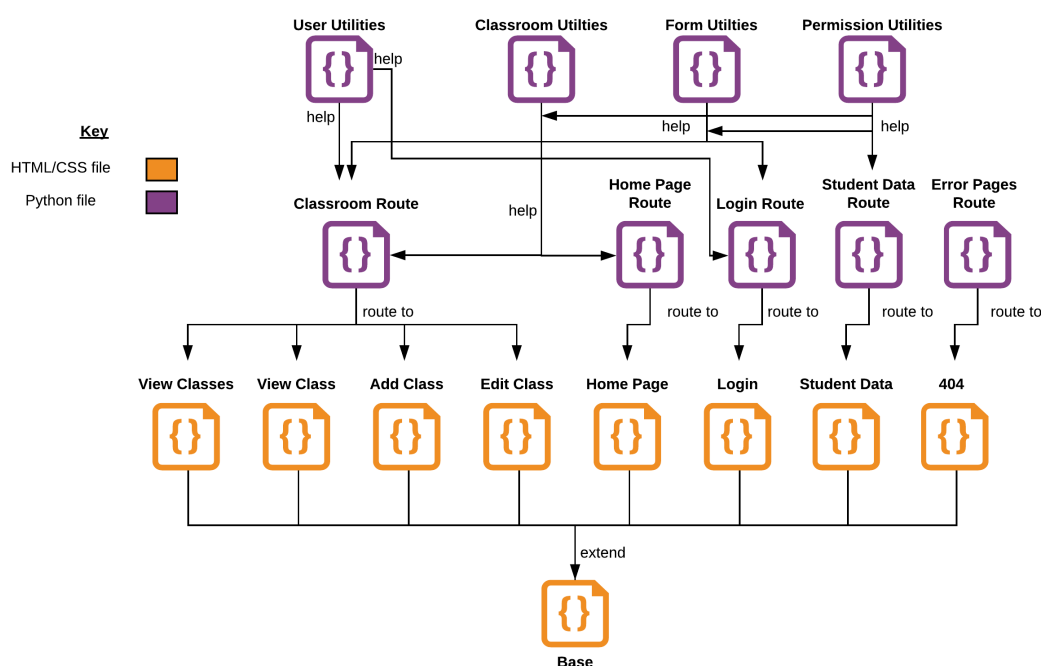 User Utilities
Classroom Utilties
Form Utilties
Permission Utilities
{}
{}
{}
{}
help
help
help
help
Key
HTML/CSS file
Python file
Classroom Route
help
Home Page
Route
Login Route
Student Data
Route
Error Pages
Route
{}
{}
{}
{}
{}
route to
route to
route to
route to
route to
View Classes
View Class
Add Class
Edit Class
Home Page
Login
Student Data
404
{}
{}
{}
{}
{}
{}
{}
{}
extend
{}
Base